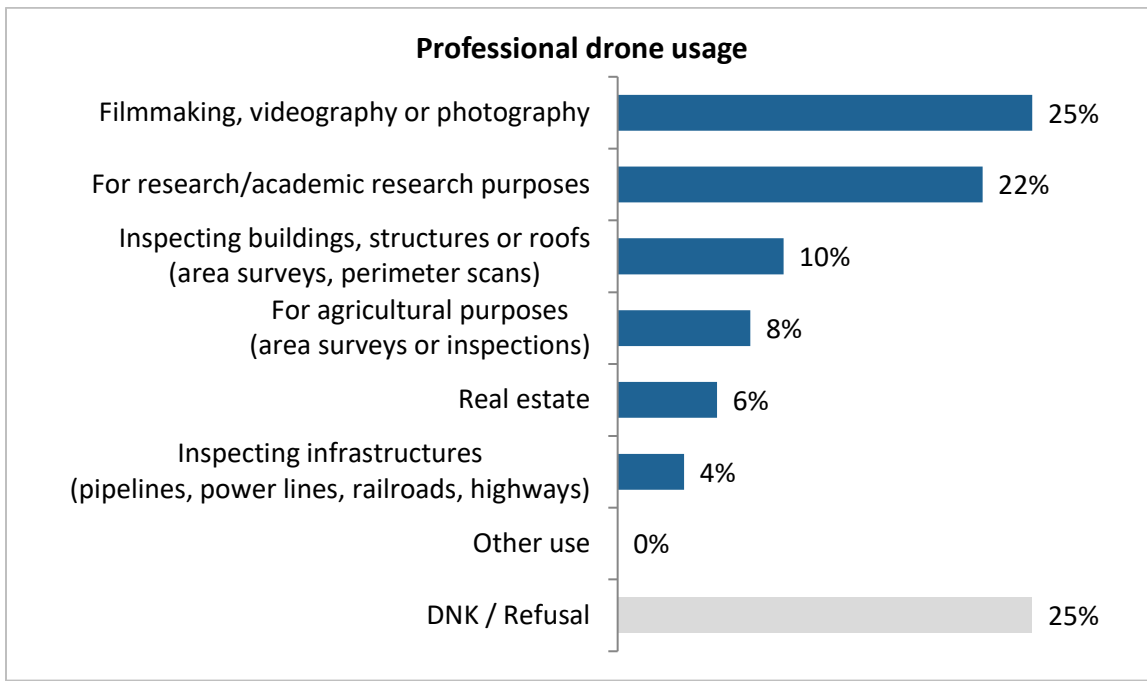 Professional drone usage
Filmmaking, videography or photography
25%
For research/academic research purposes
22%
Inspecting buildings, structures or roofs
(area surveys, perimeter scans)
10%
For agricultural purposes
(area surveys or inspections)
8%
Real estate
6%
Inspecting infrastructures
(pipelines, power lines, railroads, highways)
4%
Other use
0%
DNK / Refusal
25%